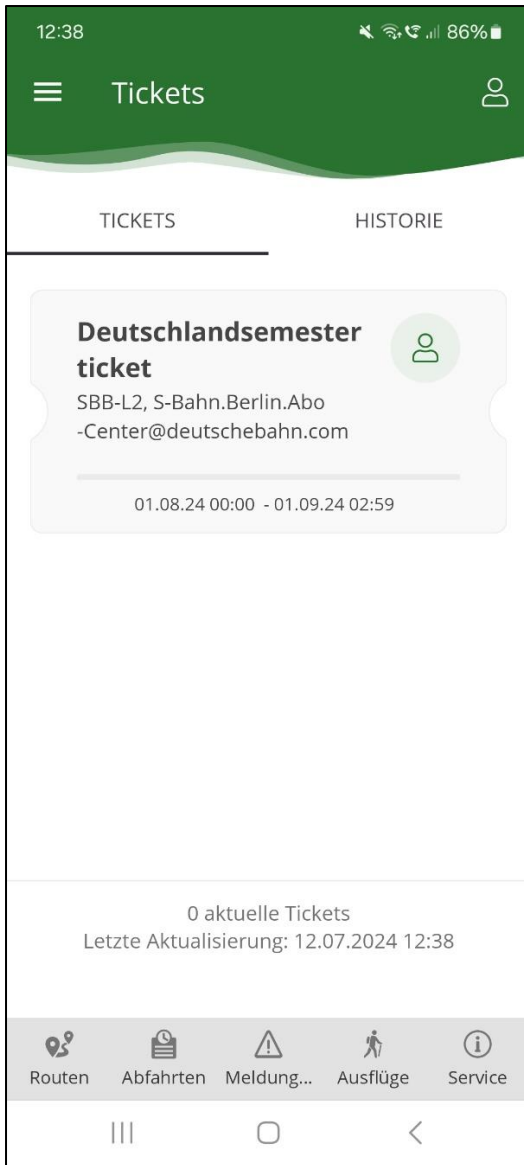 12:38 86%
Tickets
TICKETS HISTORIE
Deutschlandsemester
ticket
SBB-L2, S-Bahn.Berlin.Abo
-Center@deutschebahn.com
01.08.24 00:00 - 01.09.24 02:59
0 aktuelle Tickets
Letzte Aktualisierung: 12.07.2024 12:38
Routen Abfahrten Meldung... Ausflüge Service